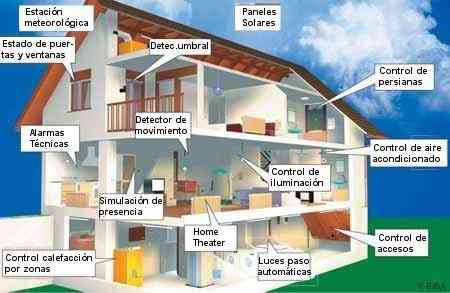 Estación
meteorológica
Paneles
Solares
Estado de puer-
tas y ventanas
Detec.umbral
Control de
persianas
Detector de
movimiento
Alarmas
Técnicas
Control de aire
acondicionado
Control de
iluminación
Simulación de
presencia
Home
Theater
Control de
accesos
Control calefacción
por zonas
Luces paso
automáticas